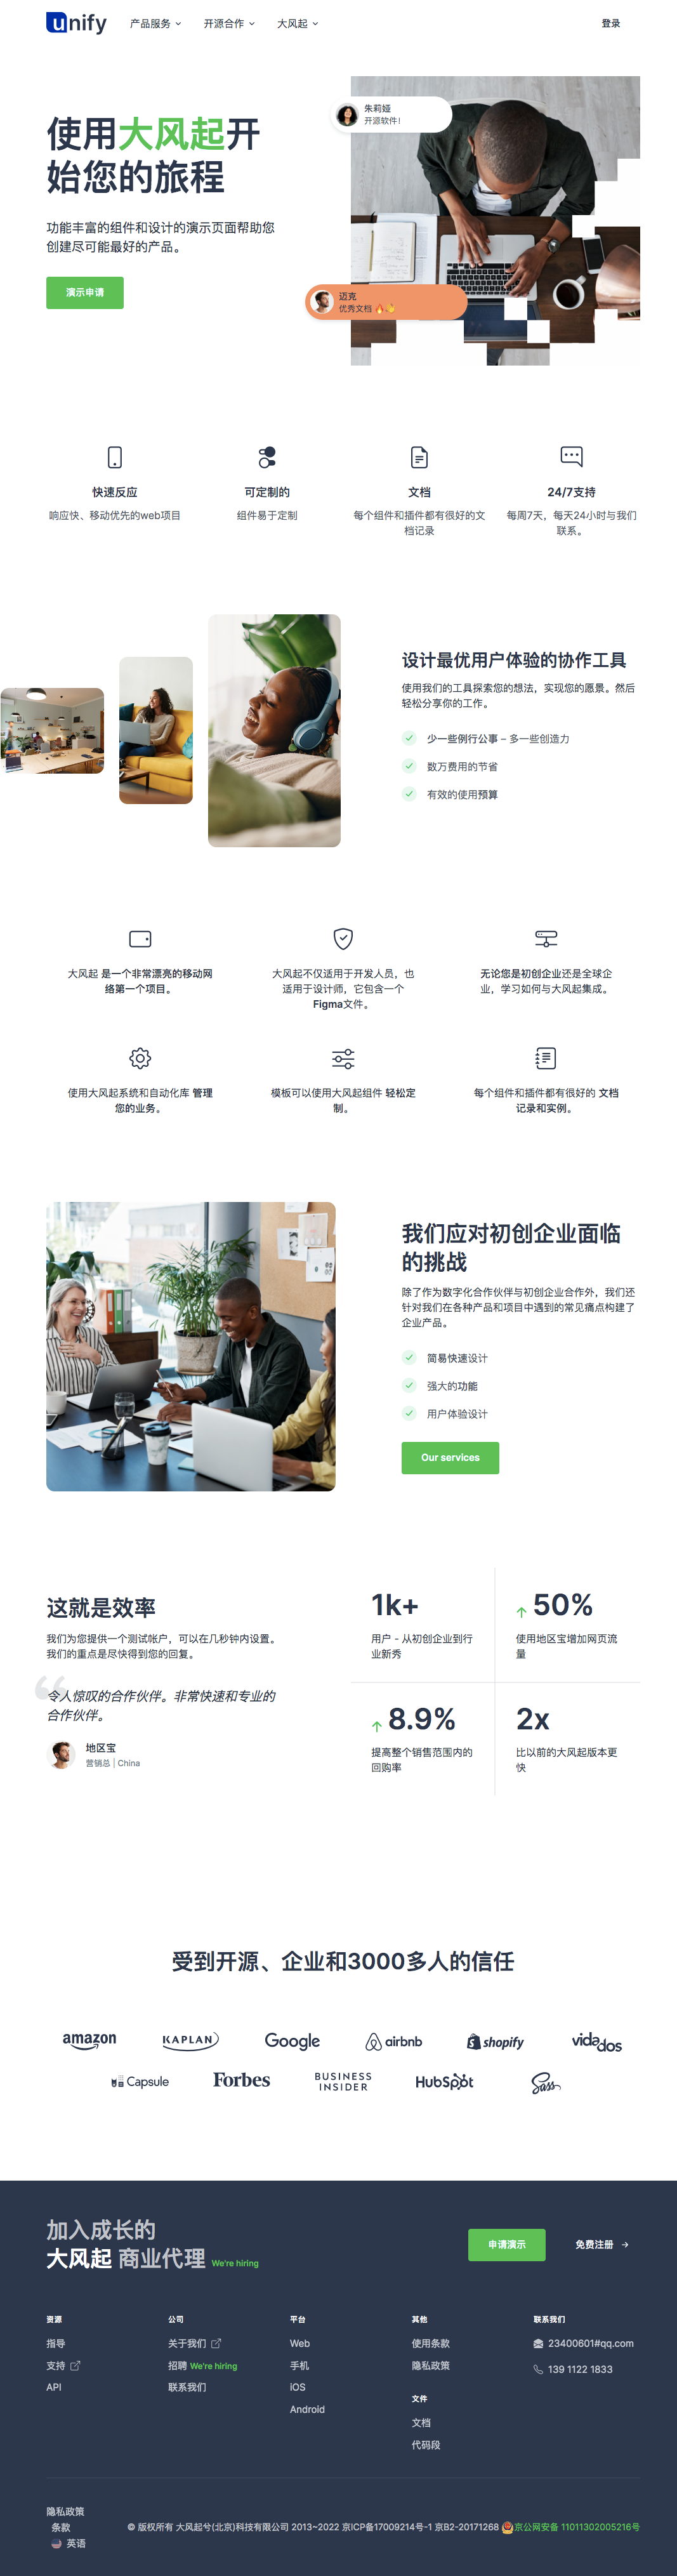 unify 产品服务 开源合作 大风起 登录
使用大风起开
始您的旅程
功能丰富的组件和设计的演示页面帮助您
创建尽可能最好的产品。
演示申请
朱莉娅
开源软件!
迈克
优秀文档 🔥👍
快速反应
响应快、移动优先的web项目
可定制的
组件易于定制
文档
每个组件和插件都有很好的文
档记录
24/7支持
每周7天，每天24小时与我们
联系。
设计最优用户体验的协作工具
使用我们的工具探索您的想法，实现您的愿景。然后
轻松分享你的工作。
少一些例行公事 – 多一些创造力
数万费用的节省
有效的使用预算
大风起 是一个非常漂亮的移动网
络第一个项目。
大风起不仅适用于开发人员，也
适用于设计师，它包含一个
Figma文件。
无论您是初创企业还是全球企
业，学习如何与大风起集成。
使用大风起系统和自动化库 管理
您的业务。
模板可以使用大风起组件 轻松定
制。
每个组件和插件都有很好的 文档
记录和实例。
我们应对初创企业面临
的挑战
除了作为数字化合作伙伴与初创企业合作外，我们还
针对我们在各种产品和项目中遇到的常见痛点构建了
企业产品。
简易快速设计
强大的功能
用户体验设计
Our services
这就是效率
我们为您提供一个测试帐户，可以在几秒钟内设置。
我们的重点是尽快得到您的回复。
“令人惊叹的合作伙伴。非常快速和专业的
合作伙伴。
地区宝
营销总 | China
1k+
用户 - 从初创企业到行
业新秀
50%
使用地区宝增加网页流
量
8.9%
提高整个销售范围内的
回购率
2x
比以前的大风起版本更
快
受到开源、企业和3000多人的信任
amazon KAPLAN Google airbnb shopify vidados
Capsule Forbes BUSINESS INSIDER HubSpot Sass
加入成长的
大风起 商业代理 We're hiring
申请演示 免费注册
资源
指导
支持
API
公司
关于我们
招聘 We're hiring
联系我们
平台
Web
手机
iOS
Android
其他
使用条款
隐私政策
文件
文档
代码段
联系我们
23400601#qq.com
139 1122 1833
隐私政策
条款
英语
© 版权所有 大风起兮(北京)科技有限公司 2013~2022 京ICP备17009214号-1 京B2-20171268 京公网安备 11011302005216号